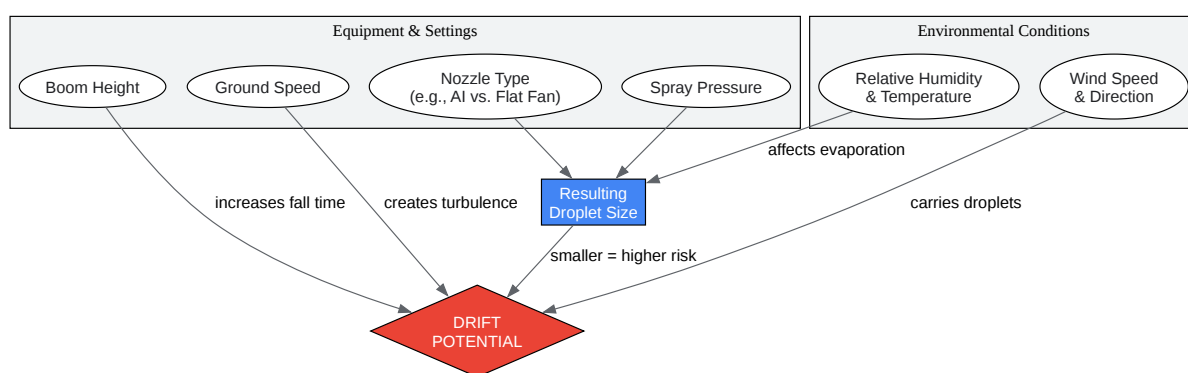 Equipment & Settings
Environmental Conditions
Boom Height
Ground Speed
Nozzle Type
(e.g., AI vs. Flat Fan)
Spray Pressure
Relative Humidity
& Temperature
Wind Speed
& Direction
affects evaporation
Resulting
Droplet Size
increases fall time
creates turbulence
carries droplets
smaller = higher risk
DRIFT
POTENTIAL